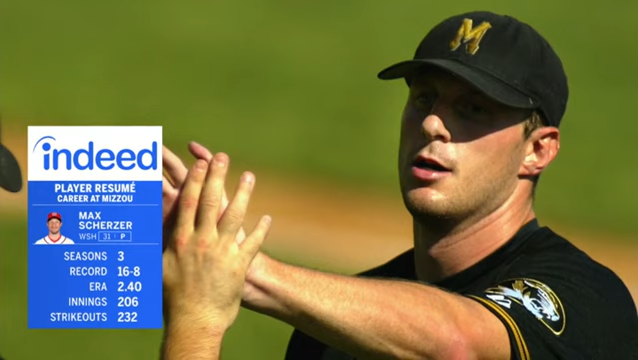 M
indeed
PLAYER RESUMÉ
CAREER AT MIZZOU
MAX
SCHERZER
WSH 31 P
SEASONS 3
RECORD 16-8
ERA 2.40
INNINGS 206
STRIKEOUTS 232